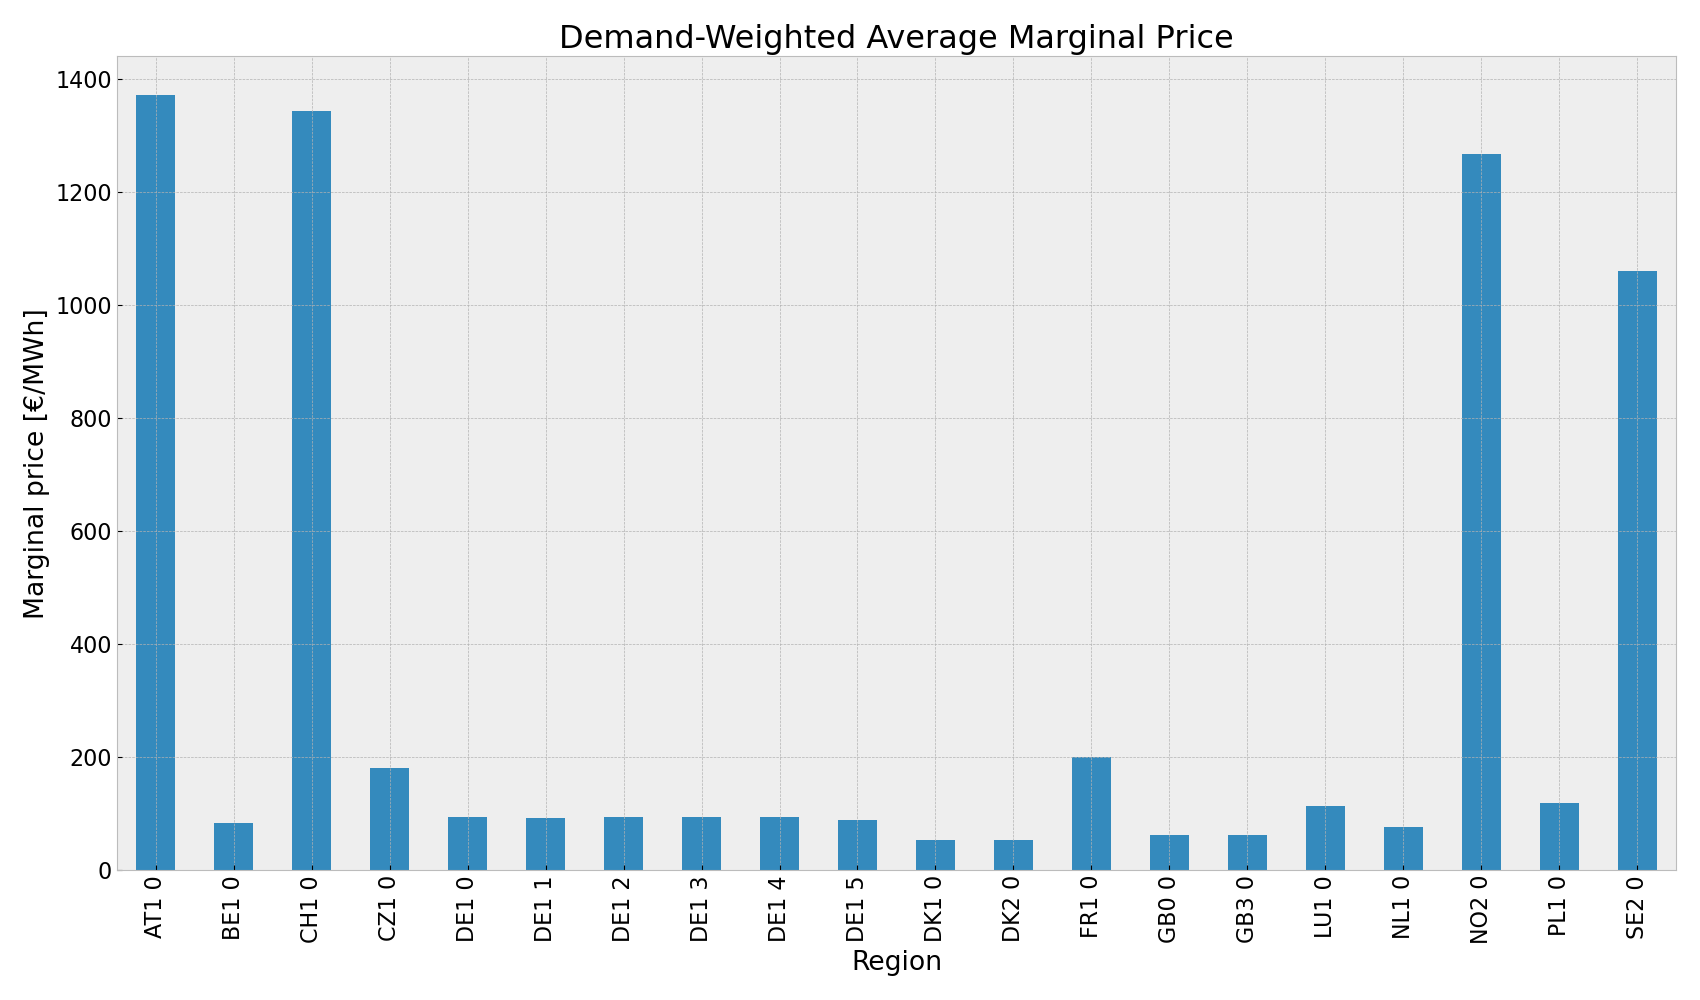 Demand-Weighted Average Marginal Price
Marginal price [€/MWh]
1400
1200
1000
800
600
400
200
0
AT1 0
BE1 0
CH1 0
CZ1 0
DE1 0
DE1 1
DE1 2
DE1 3
DE1 4
DE1 5
DK1 0
DK2 0
FR1 0
GB0 0
GB3 0
LU1 0
NL1 0
NO2 0
PL1 0
SE2 0
Region